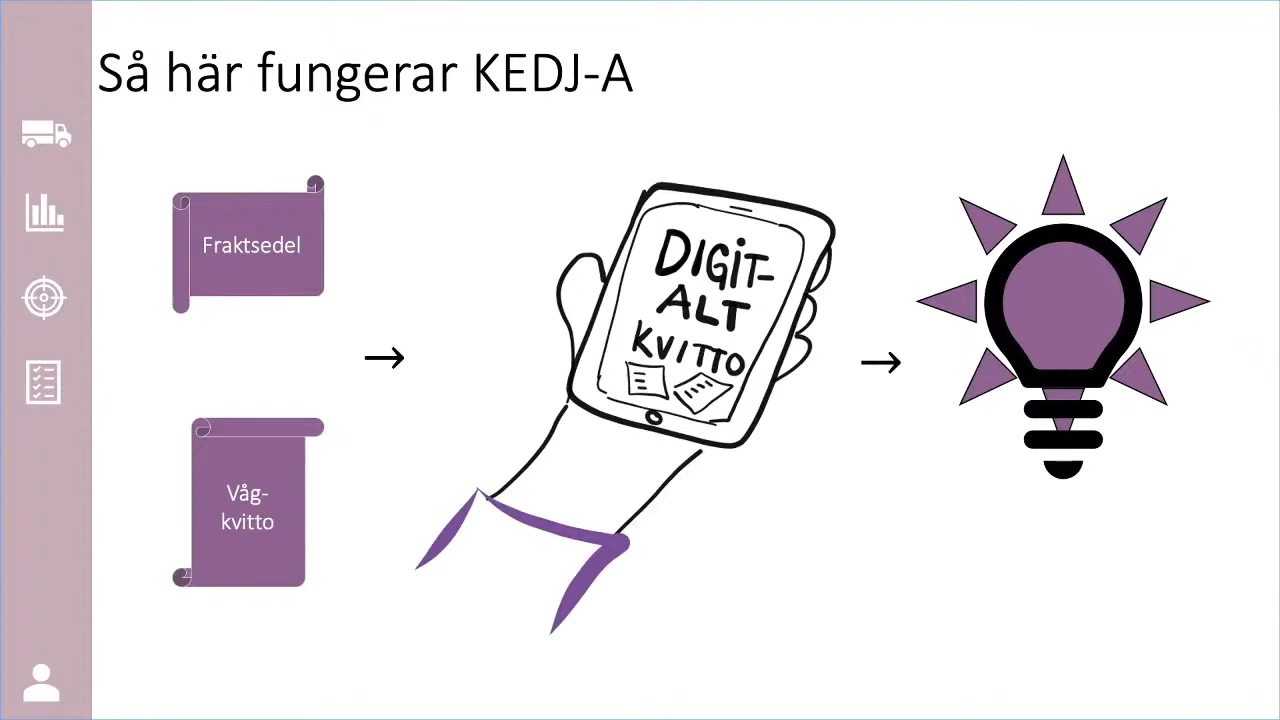 Så här fungerar KEDJ-A
Fraktsedel
Våg-
kvitto
DIGIT-
ALT
KVITTO